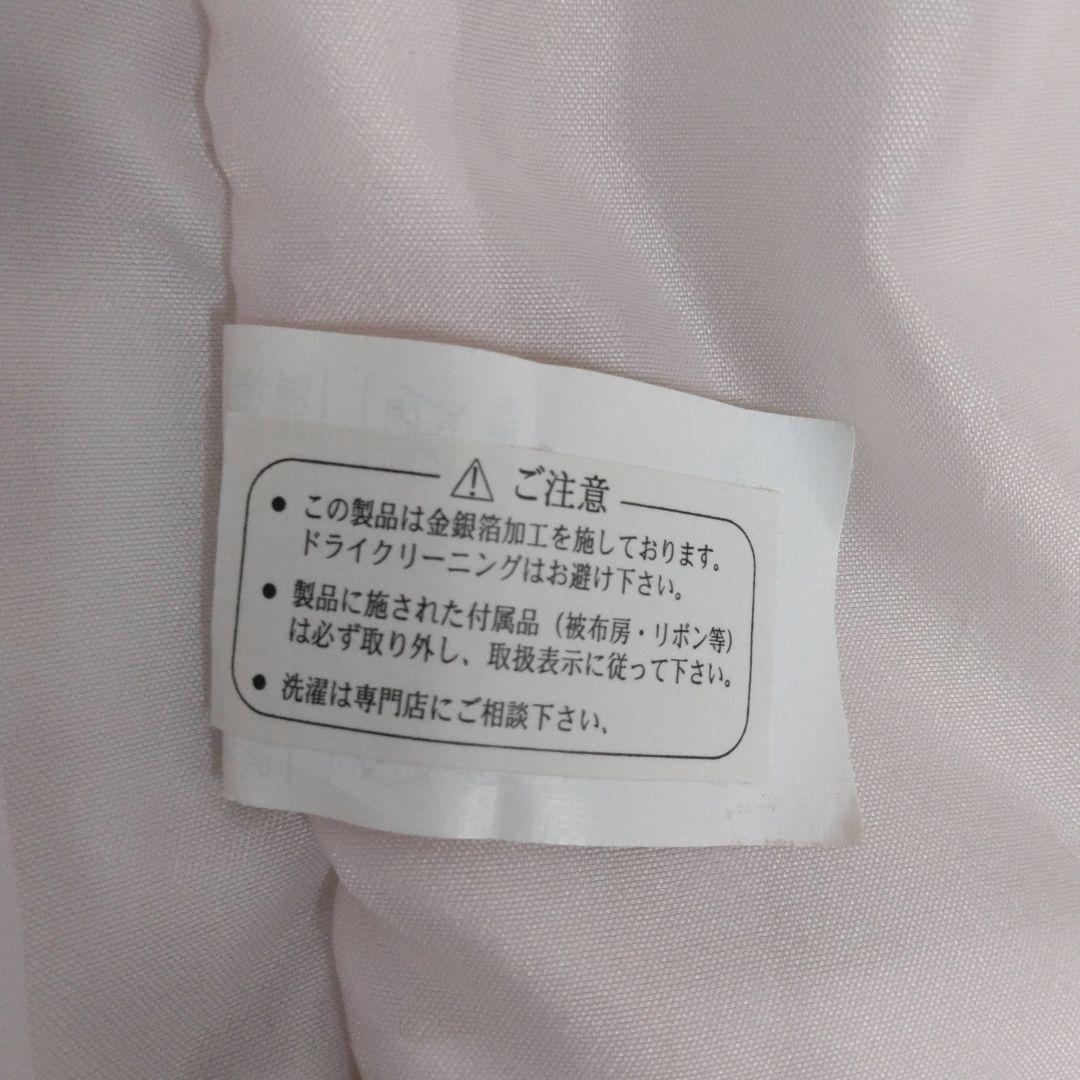 ⚠ ご注意
● この製品は金銀箔加工を施しております。
ドライクリーニングはお避け下さい。
● 製品に施された付属品（被布房・リボン等）
は必ず取り外し、取扱表示に従って下さい。
● 洗濯は専門店にご相談下さい、